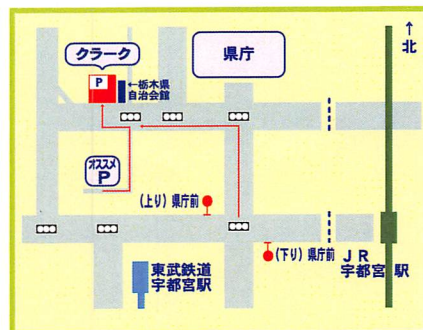 クラーク
県庁
↑
北
P
←栃木県
自治会館
オススメ
P
(上り) 県庁前
(下り) 県庁前
JR
宇都宮駅
東武鉄道
宇都宮駅